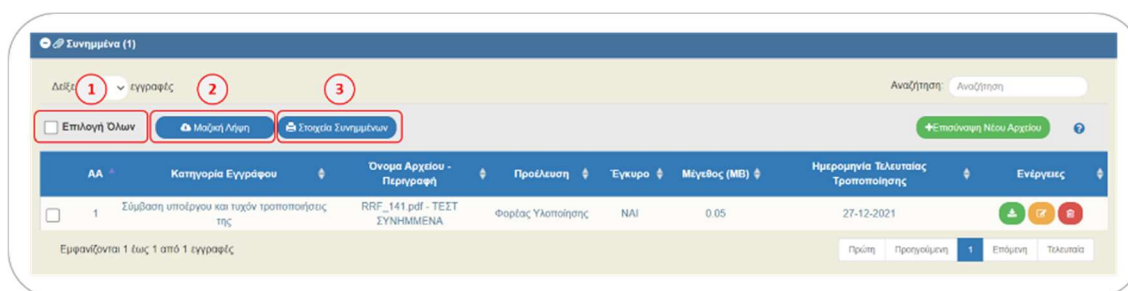 Συνημμένα (1)
Δείξε εγγραφές
Αναζήτηση: Αναζήτηση
1 2 3
Επιλογή Όλων Μαζική Λήψη Στοιχεία Συνημμένων +Επισύναψη Νέου Αρχείου ?
ΑΑ Κατηγορία Εγγράφου Όνομα Αρχείου - Προέλευση Έγκυρο Μέγεθος (MB) Ημερομηνία Τελευταίας Ενέργειες
Περιγραφή Τροποποίησης
1 Σύμβαση υποέργου και τυχόν τροποποιήσεις RRF_141.pdf - ΤΕΣΤ Φορέας Υλοποίησης ΝΑΙ 0.05 27-12-2021
της ΣΥΝΗΜΜΕΝΑ
Εμφανίζονται 1 έως 1 από 1 εγγραφές Πρώτη Προηγούμενη 1 Επόμενη Τελευταία